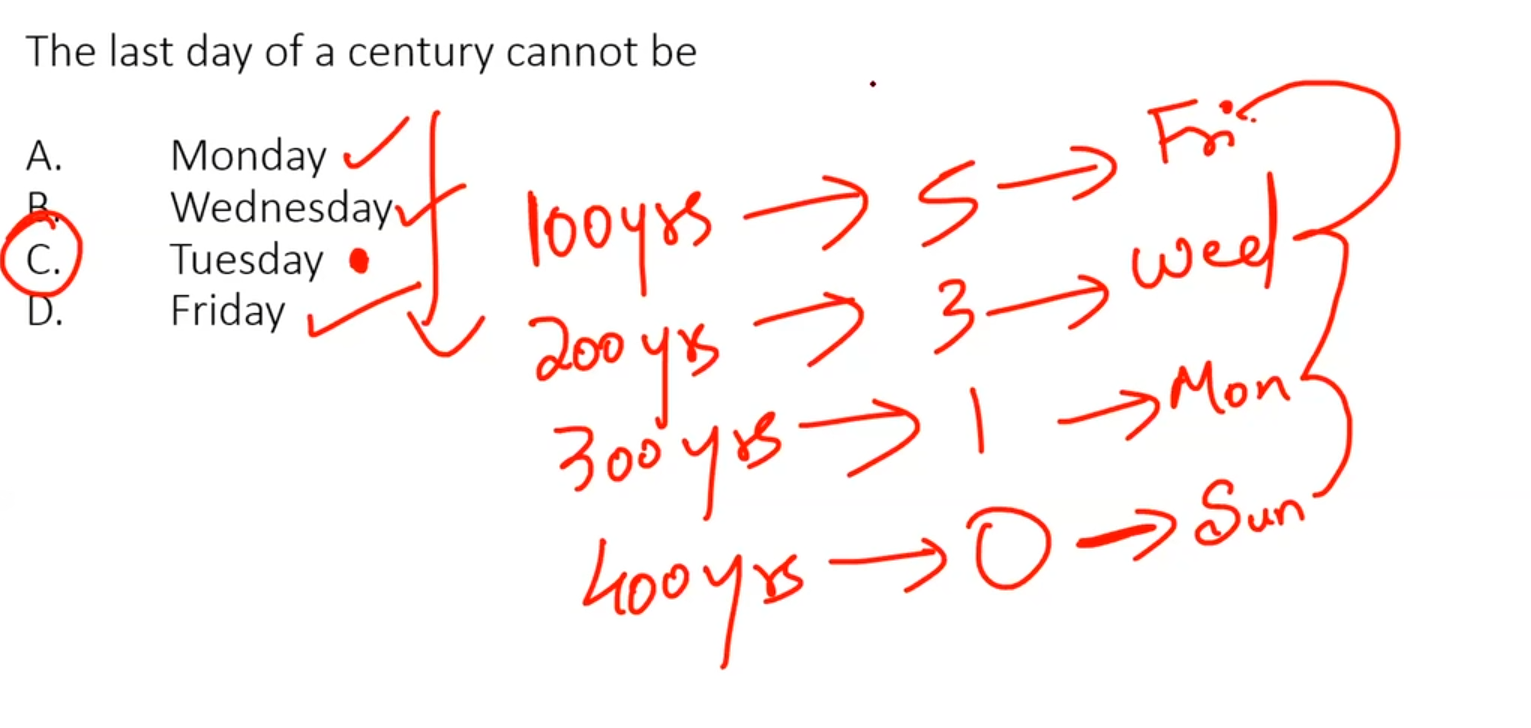 The last day of a century cannot be
A. Monday
B. Wednesday
C. Tuesday
D. Friday
100yrs → 5 → Fri
200yrs → 3 → Wed
300yrs → 1 → Mon
400yrs → 0 → Sun